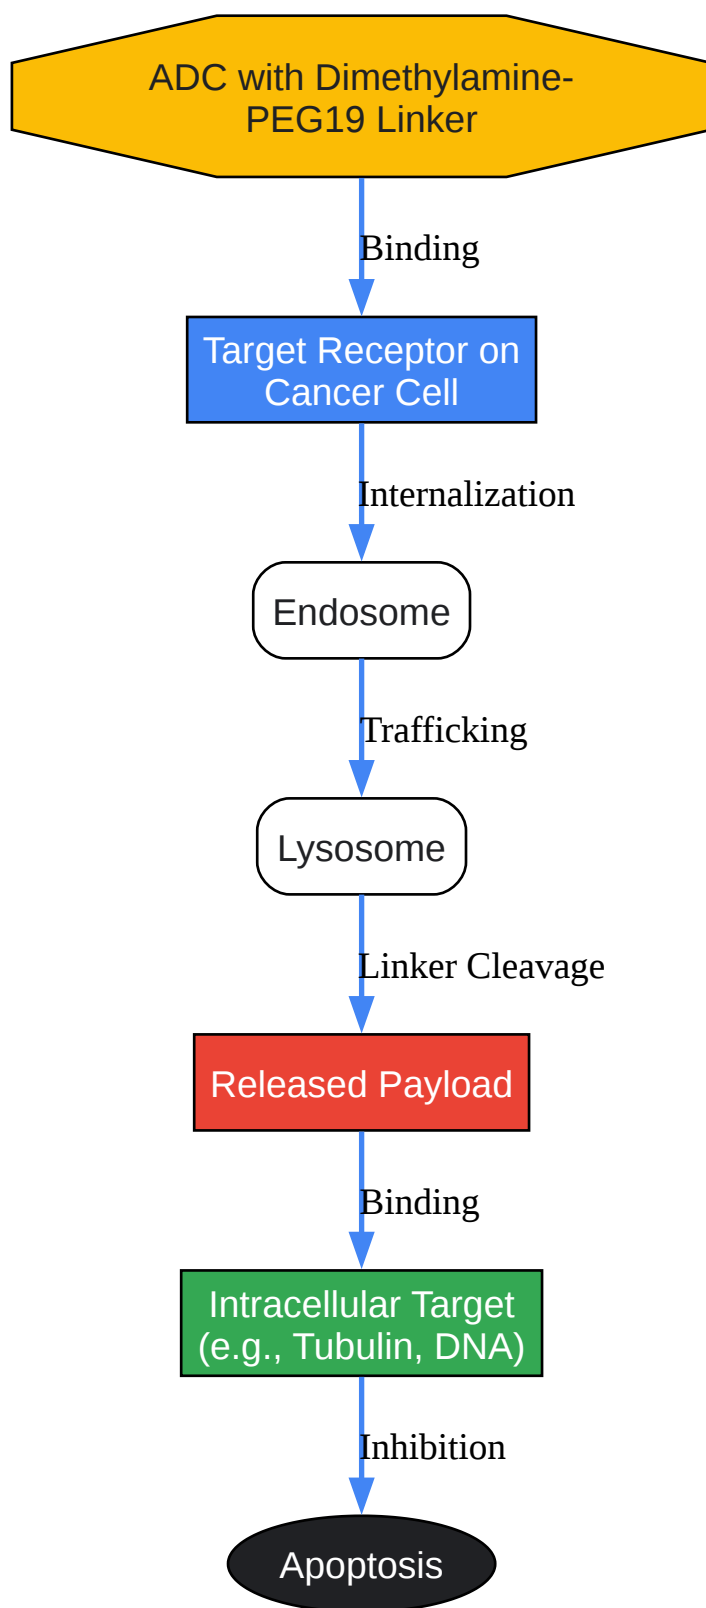 ADC with Dimethylamine-
PEG19 Linker
Binding
Target Receptor on
Cancer Cell
Internalization
Endosome
Trafficking
Lysosome
Linker Cleavage
Released Payload
Binding
Intracellular Target
(e.g., Tubulin, DNA)
Inhibition
Apoptosis